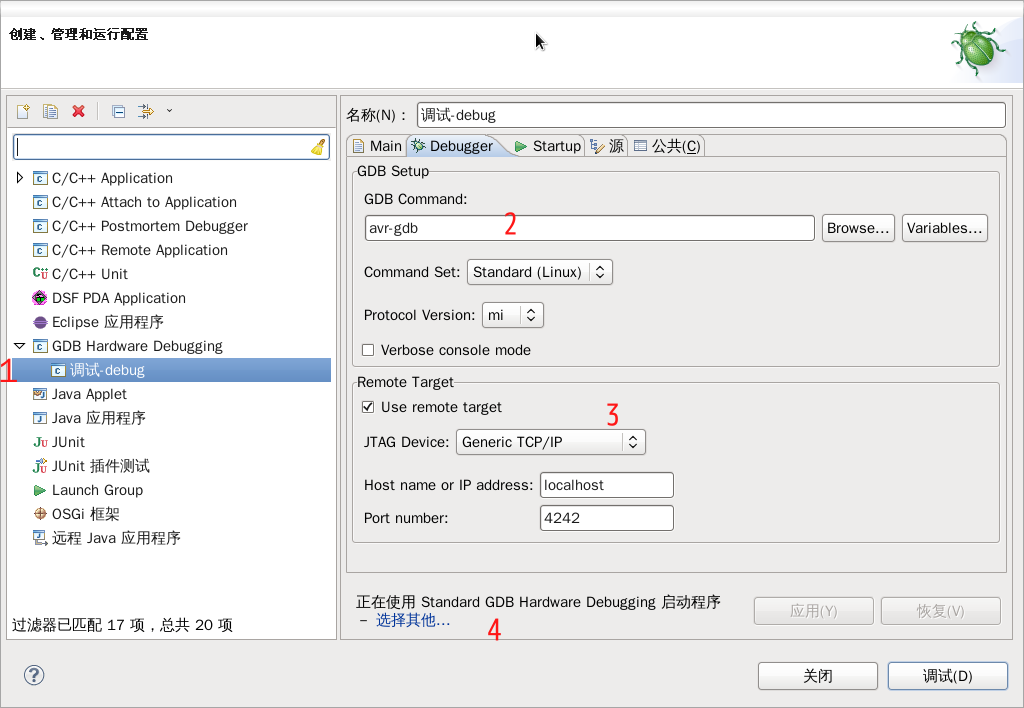 创建、管理和运行配置
名称(N)： 调试-debug
Main Debugger Startup 源 公共(C)
C/C++ Application
C/C++ Attach to Application
C/C++ Postmortem Debugger
C/C++ Remote Application
C/C++ Unit
DSF PDA Application
Eclipse 应用程序
GDB Hardware Debugging
1 调试-debug
Java Applet
Java 应用程序
JUnit
JUnit 插件测试
Launch Group
OSGi 框架
远程 Java 应用程序
过滤器已匹配 17 项，总共 20 项
GDB Setup
GDB Command:
avr-gdb 2 Browse... Variables...
Command Set: Standard (Linux)
Protocol Version: mi
Verbose console mode
Remote Target
Use remote target
3
JTAG Device: Generic TCP/IP
Host name or IP address: localhost
Port number: 4242
正在使用 Standard GDB Hardware Debugging 启动程序
– 选择其他...
4
应用(Y) 恢复(V)
? 关闭 调试(D)